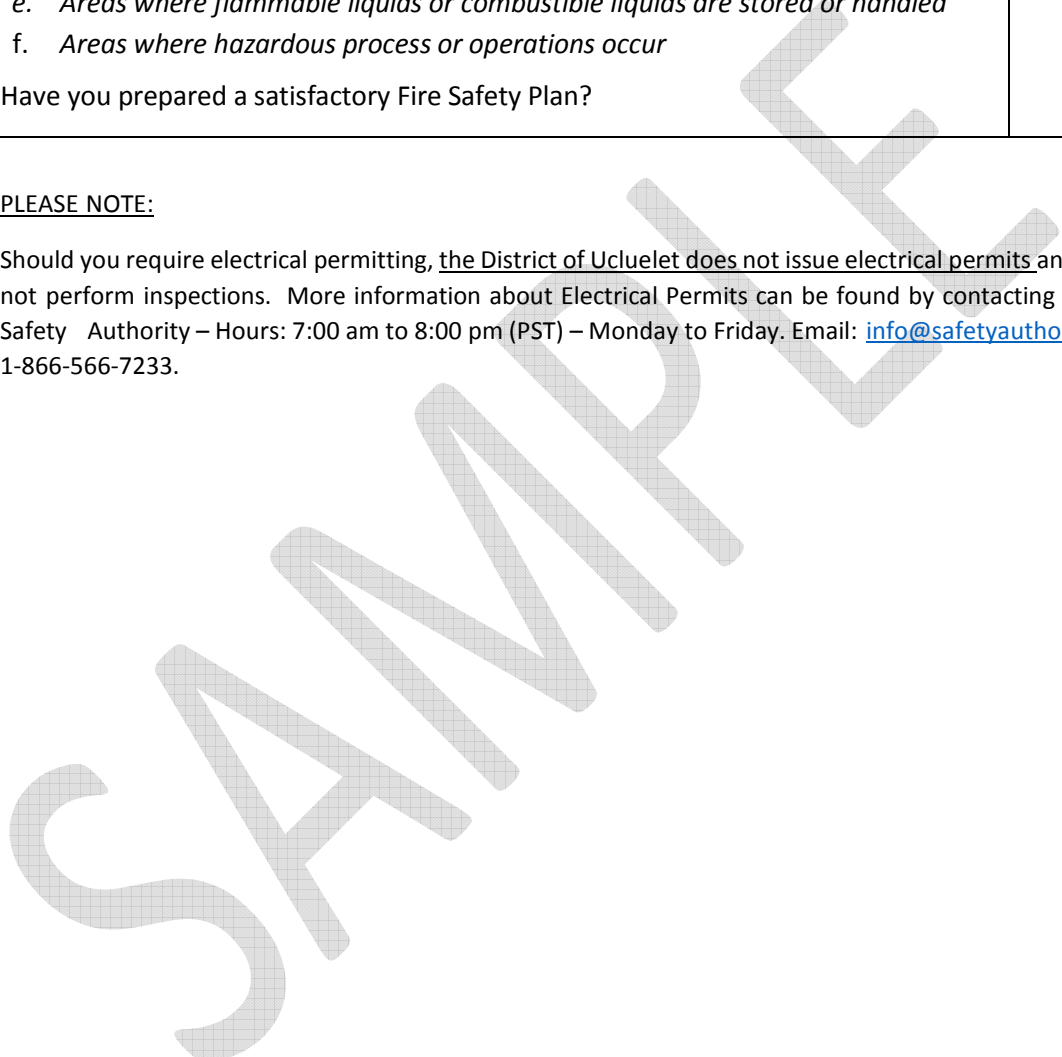 e. Areas where flammable liquids or combustible liquids are stored or handled
f. Areas where hazardous process or operations occur
Have you prepared a satisfactory Fire Safety Plan?
PLEASE NOTE:
Should you require electrical permitting, the District of Ucluelet does not issue electrical permits an
not perform inspections. More information about Electrical Permits can be found by contacting
Safety Authority – Hours: 7:00 am to 8:00 pm (PST) – Monday to Friday. Email: info@safetyautho
1-866-566-7233.
SAMPLE